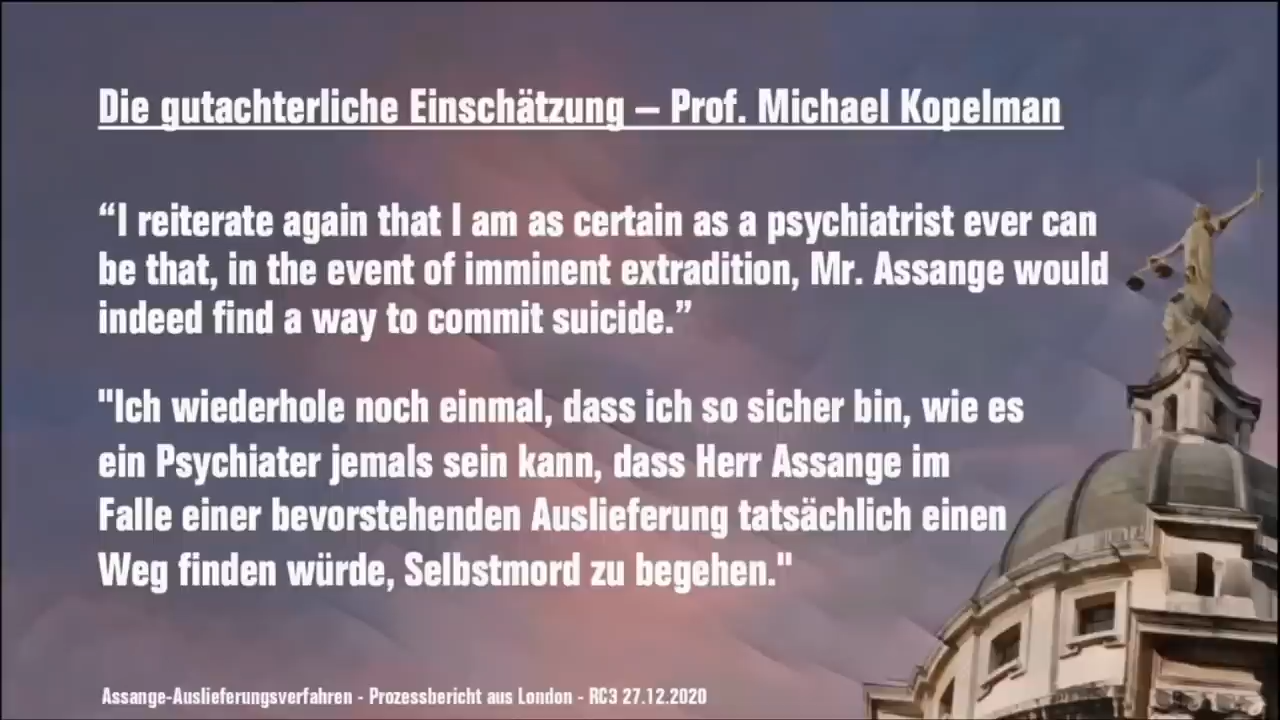 Die gutachterliche Einschätzung – Prof. Michael Kopelman
“I reiterate again that I am as certain as a psychiatrist ever can
be that, in the event of imminent extradition, Mr. Assange would
indeed find a way to commit suicide.”
"Ich wiederhole noch einmal, dass ich so sicher bin, wie es
ein Psychiater jemals sein kann, dass Herr Assange im
Falle einer bevorstehenden Auslieferung tatsächlich einen
Weg finden würde, Selbstmord zu begehen."
Assange-Auslieferungsverfahren - Prozessbericht aus London - RC3 27.12.2020